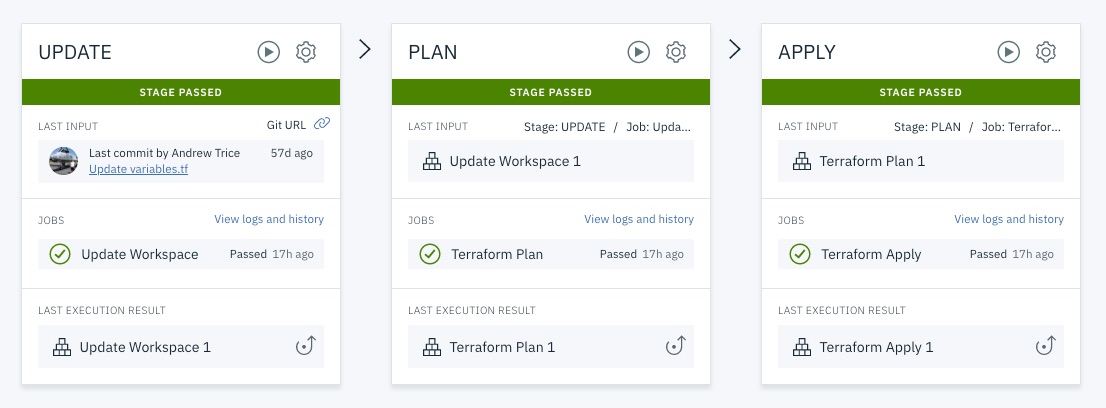 UPDATE
STAGE PASSED
LAST INPUT Git URL
Last commit by Andrew Trice 57d ago
Update variables.tf
JOBS View logs and history
Update Workspace Passed 17h ago
LAST EXECUTION RESULT
Update Workspace 1
PLAN
STAGE PASSED
LAST INPUT Stage: UPDATE / Job: Upda...
Update Workspace 1
JOBS View logs and history
Terraform Plan Passed 17h ago
LAST EXECUTION RESULT
Terraform Plan 1
APPLY
STAGE PASSED
LAST INPUT Stage: PLAN / Job: Terrafor...
Terraform Plan 1
JOBS View logs and history
Terraform Apply Passed 17h ago
LAST EXECUTION RESULT
Terraform Apply 1